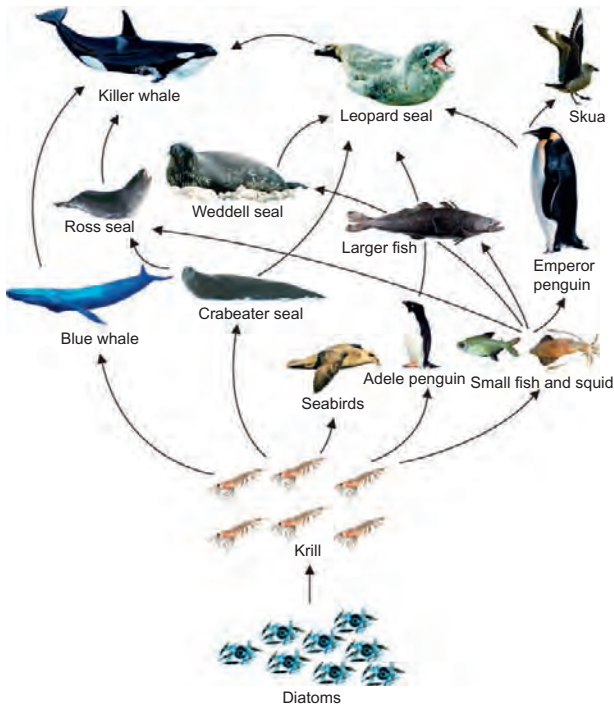 Killer whale
Leopard seal
Skua
Ross seal
Weddell seal
Larger fish
Emperor
penguin
Blue whale
Crabeater seal
Seabirds
Adele penguin
Small fish and squid
Krill
Diatoms